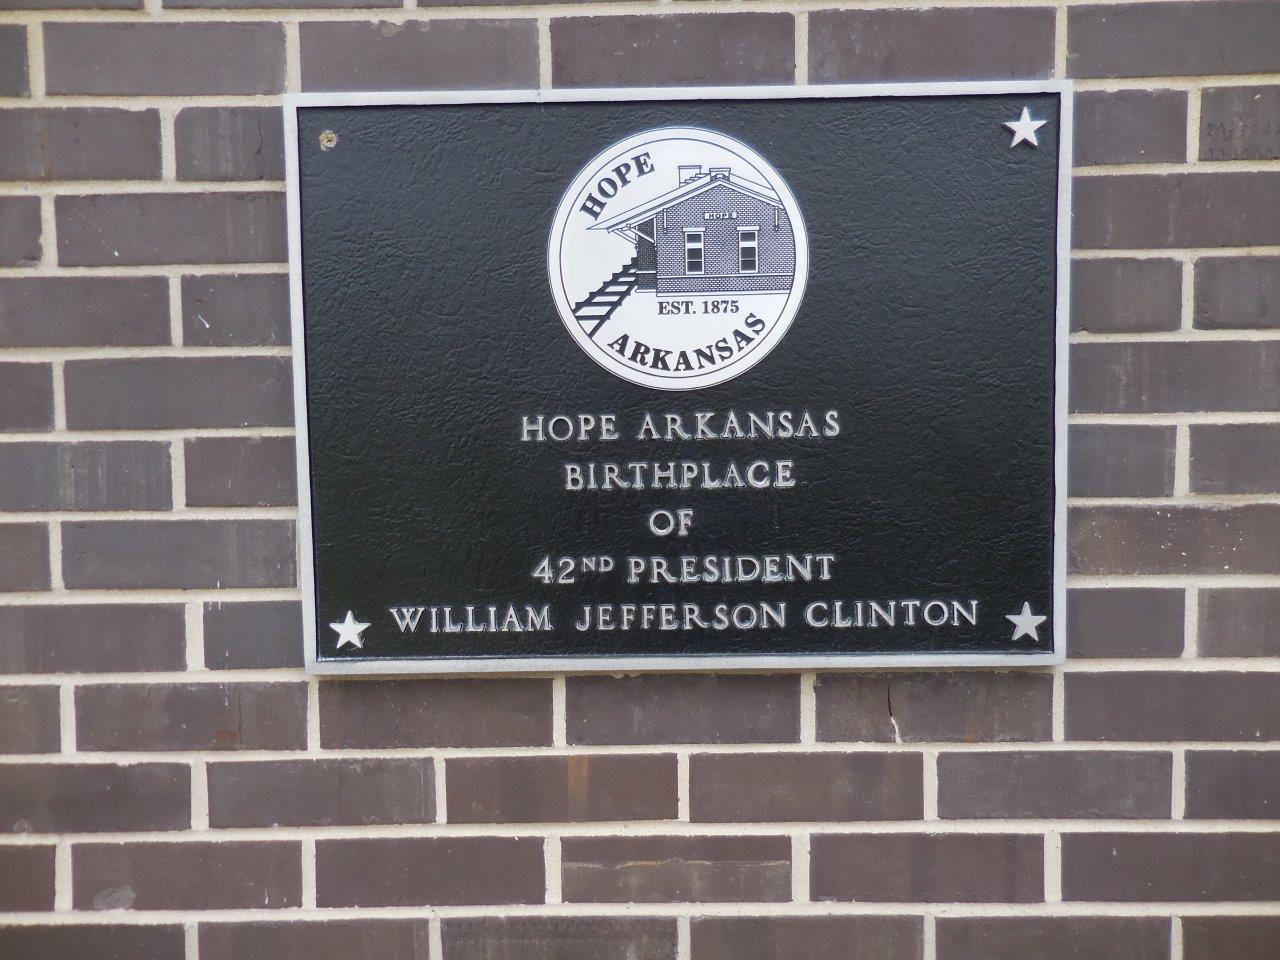 HOPE
HOPE
EST. 1875
ARKANSAS
HOPE ARKANSAS
BIRTHPLACE
OF
42ND PRESIDENT
WILLIAM JEFFERSON CLINTON